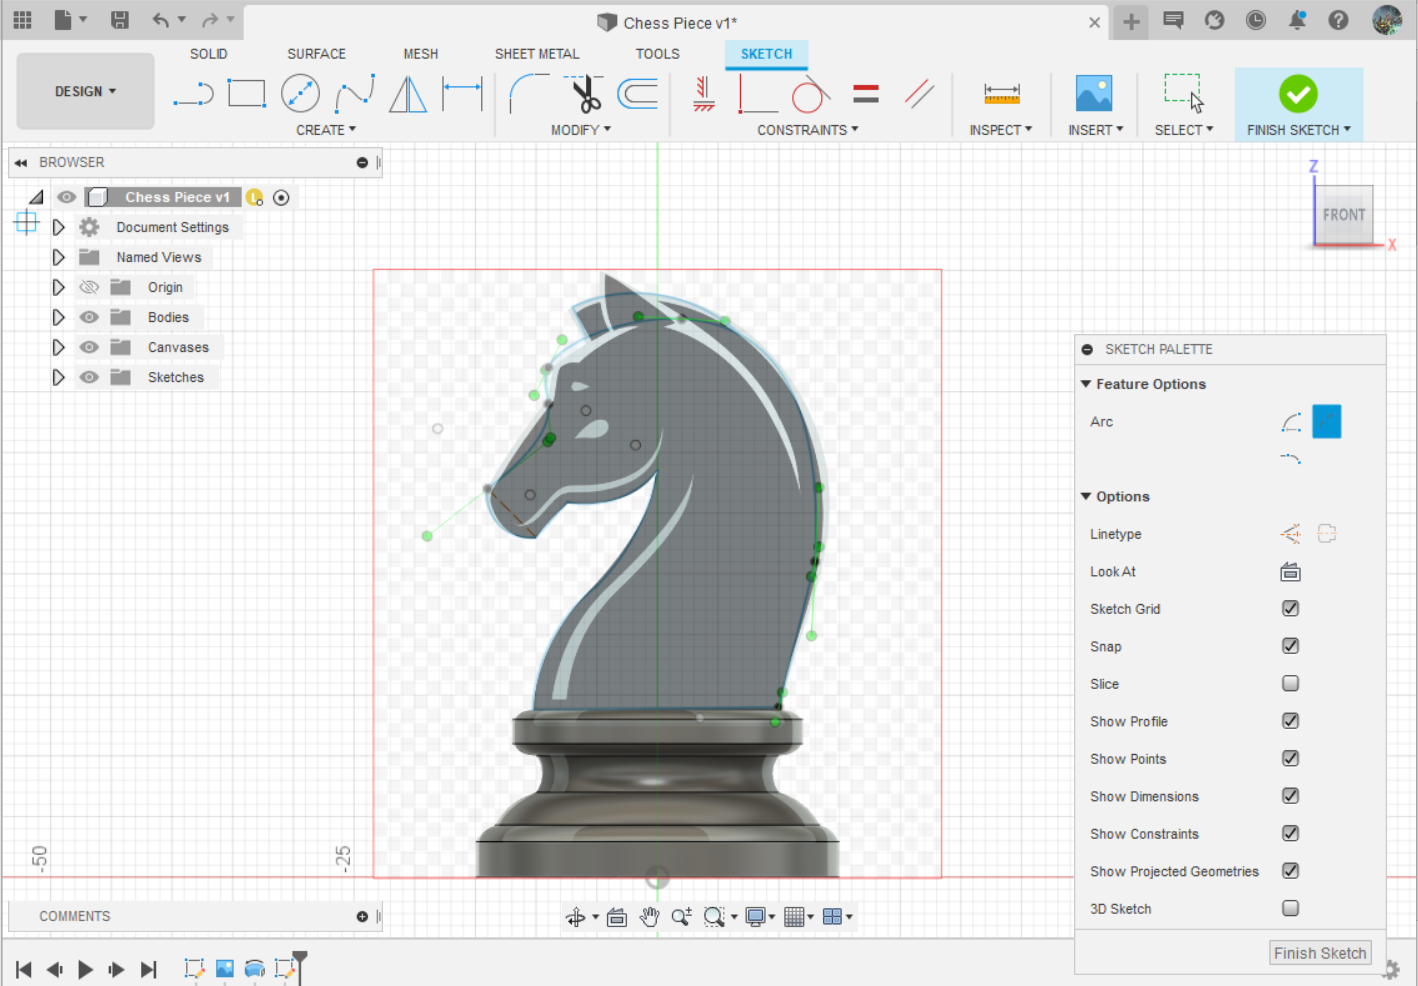 Chess Piece v1*
SOLID SURFACE MESH SHEET METAL TOOLS SKETCH
DESIGN
CREATE MODIFY CONSTRAINTS INSPECT INSERT SELECT FINISH SKETCH
BROWSER
Chess Piece v1
Document Settings
Named Views
Origin
Bodies
Canvases
Sketches
Z
FRONT
X
SKETCH PALETTE
Feature Options
Arc
Options
Linetype
Look At
Sketch Grid
Snap
Slice
Show Profile
Show Points
Show Dimensions
Show Constraints
Show Projected Geometries
3D Sketch
Finish Sketch
-50
-25
COMMENTS